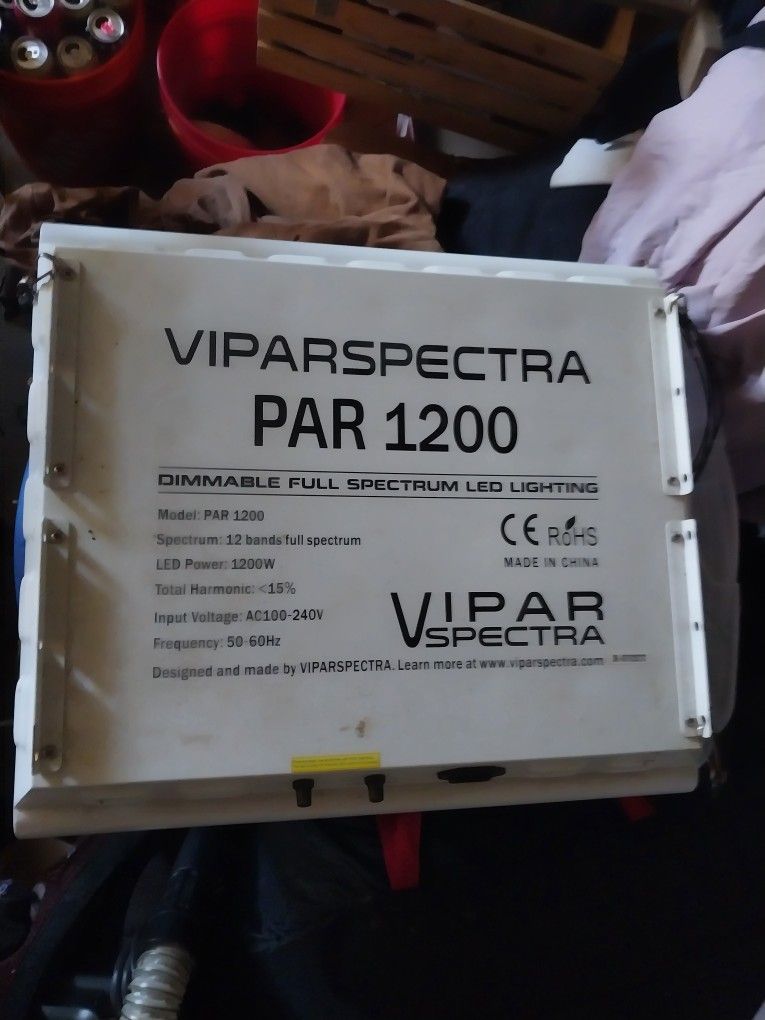 VIPARSPECTRA
PAR 1200
DIMMABLE FULL SPECTRUM LED LIGHTING
Model: PAR 1200
Spectrum: 12 bands full spectrum
LED Power: 1200W
Total Harmonic: <15%
Input Voltage: AC100-240V
Frequency: 50-60Hz
CE RoHS
MADE IN CHINA
VIPAR
SPECTRA
Designed and made by VIPARSPECTRA. Learn more at www.viparspectra.com